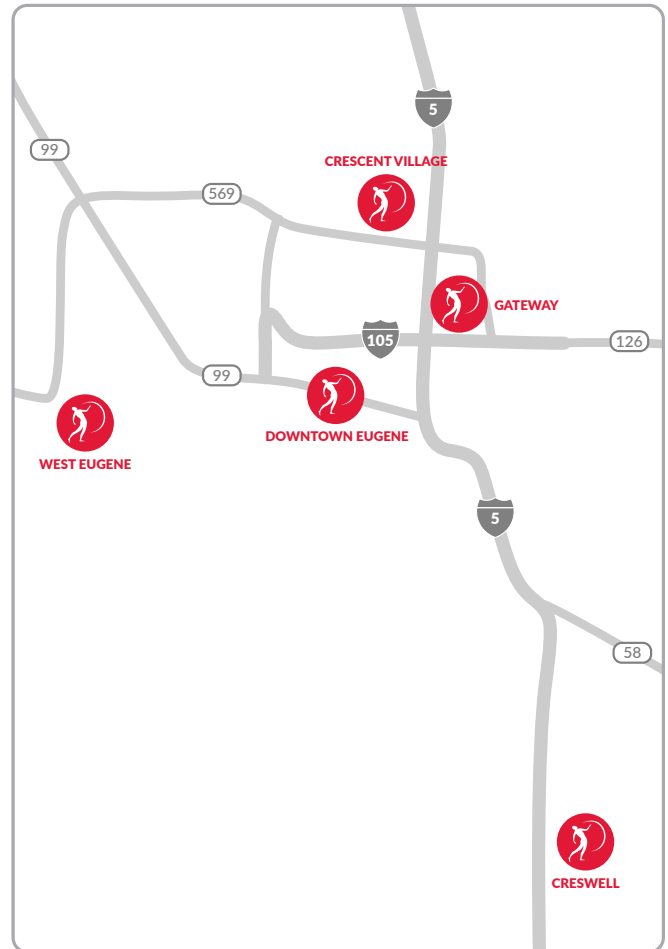 5
99
CRESCENT VILLAGE
569
GATEWAY
105
126
99
DOWNTOWN EUGENE
WEST EUGENE
5
58
CRESWELL